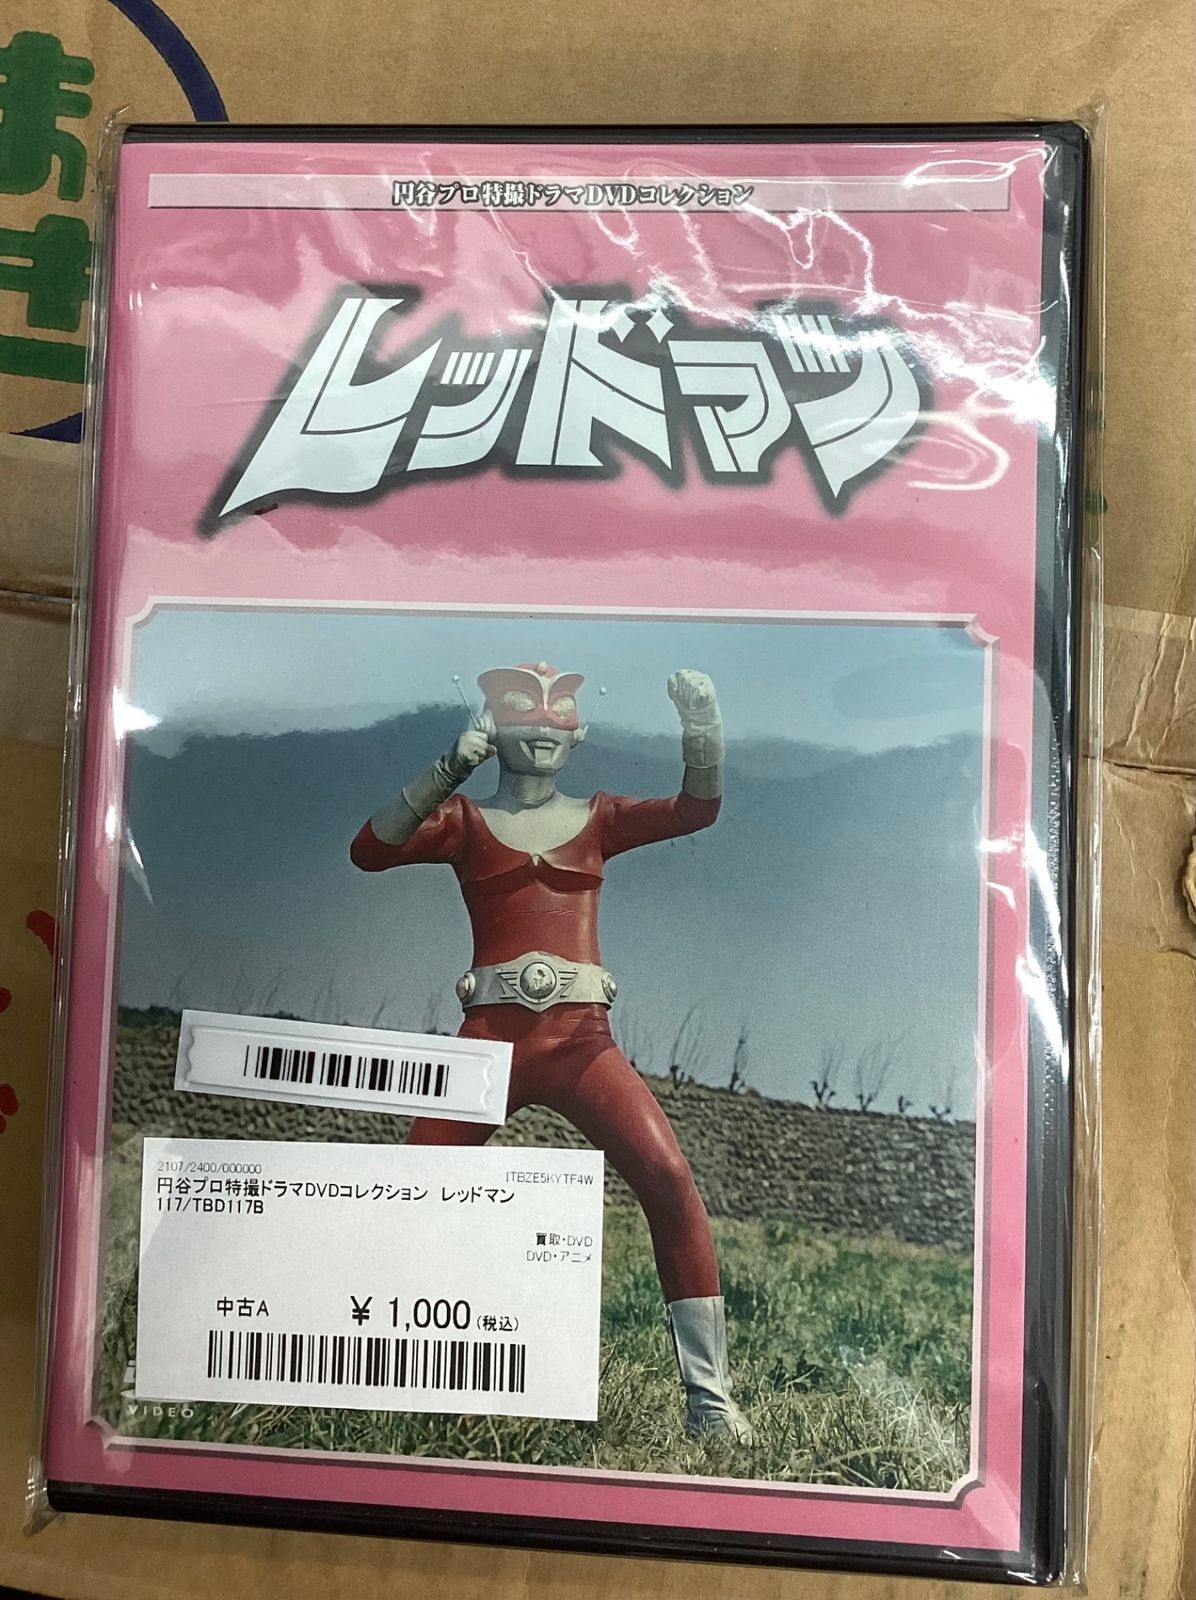 おま
き
円谷プロ特撮ドラマDVDコレクション
レッドマン
2107/2400/000000
ITBZE5KYTF4W
円谷プロ特撮ドラマDVDコレクション レッドマン
117/TBD117B
買取・DVD
DVD・アニメ
中古A ¥ 1,000(税込)
VIDEO